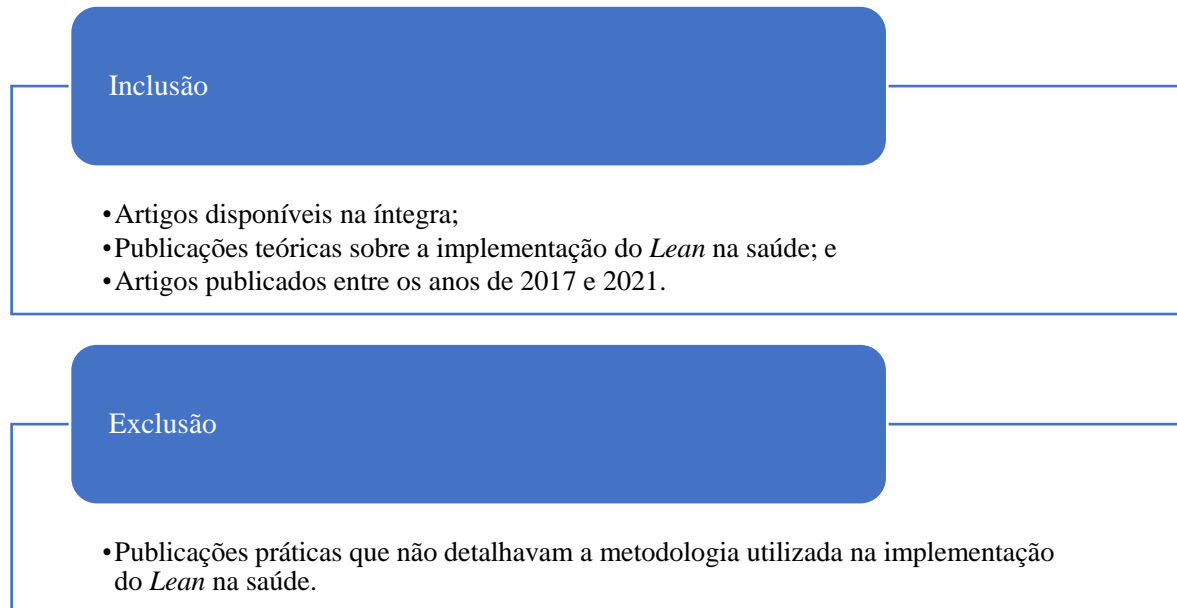 Inclusão
•Artigos disponíveis na íntegra;
•Publicações teóricas sobre a implementação do Lean na saúde; e
•Artigos publicados entre os anos de 2017 e 2021.
Exclusão
•Publicações práticas que não detalhavam a metodologia utilizada na implementação
do Lean na saúde.